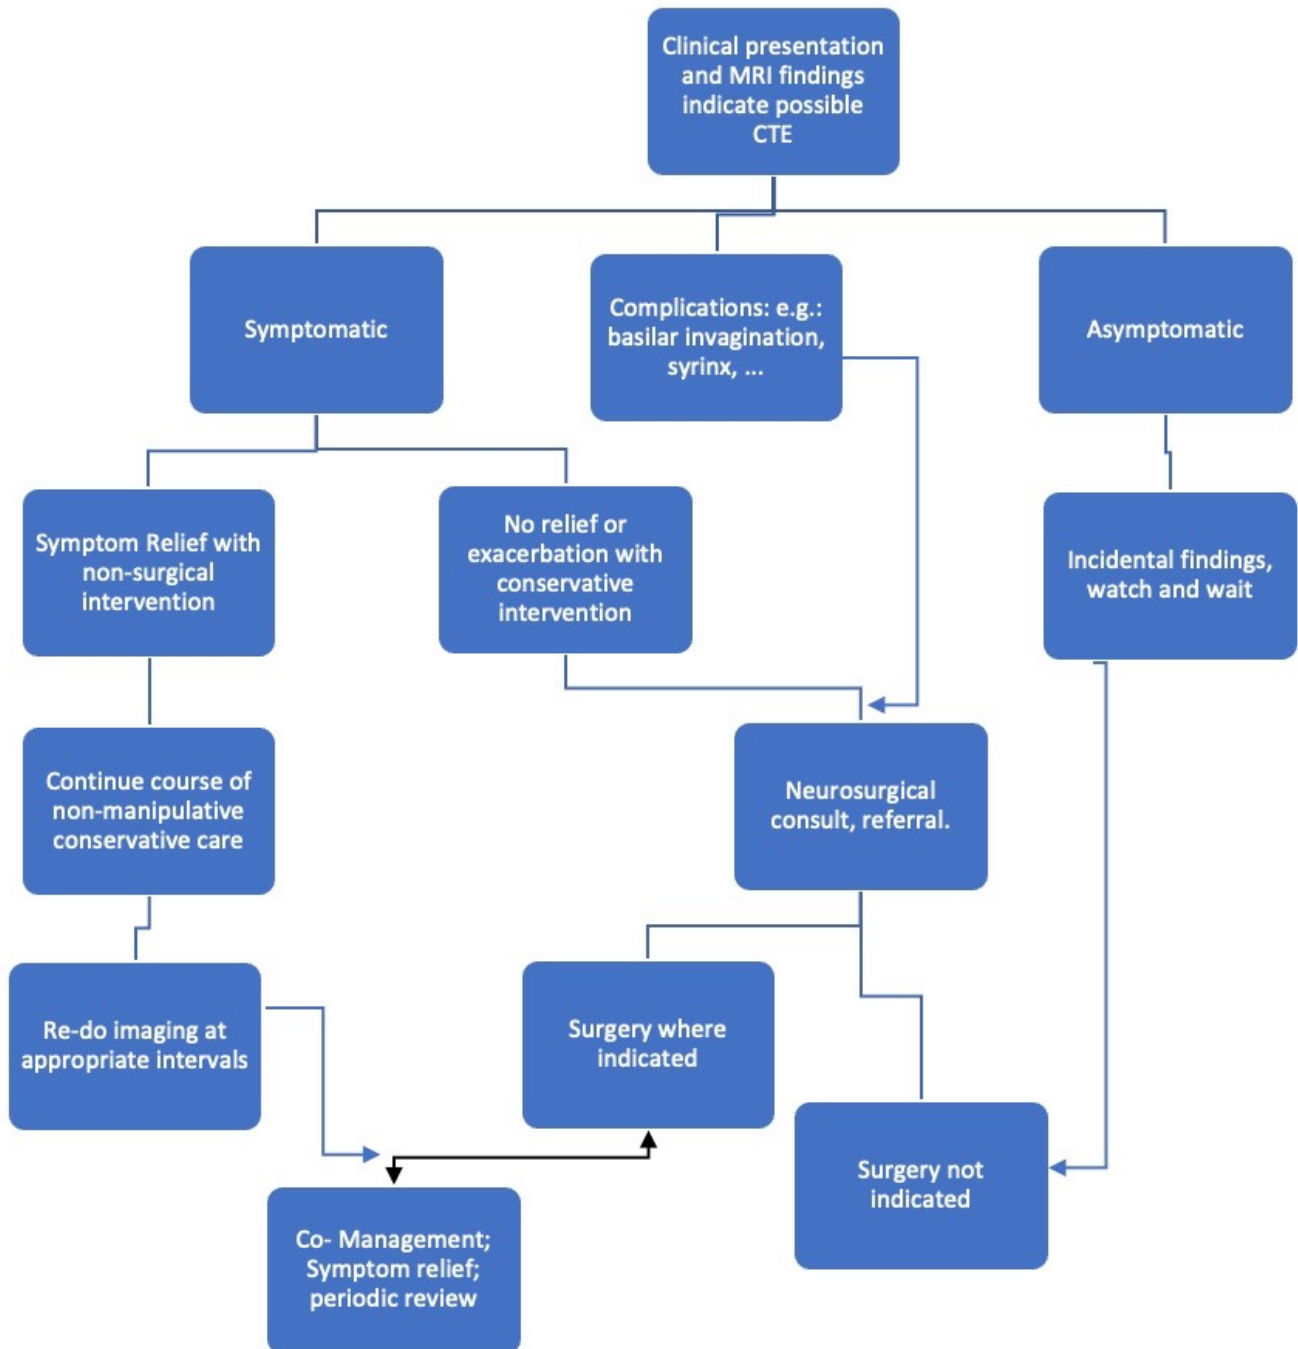 Clinical presentation
and MRI findings
indicate possible
CTE
Symptomatic
Complications: e.g.:
basilar invagination,
syrinx, ...
Asymptomatic
Symptom Relief with
non-surgical
intervention
No relief or
exacerbation with
conservative
intervention
Incidental findings,
watch and wait
Continue course of
non-manipulative
conservative care
Neurosurgical
consult, referral.
Re-do imaging at
appropriate intervals
Surgery where
indicated
Surgery not
indicated
Co- Management;
Symptom relief;
periodic review